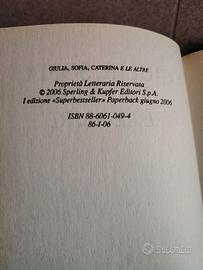 GIULIA, SOFIA, CATERINA E LE ALTRE
Proprietà Letteraria Riservata
© 2006 Sperling & Kupfer Editori S.p.A.
I edizione «Superbestseller» Paperback giugno 2006
ISBN 88-6061-049-4
86-I-06
subito